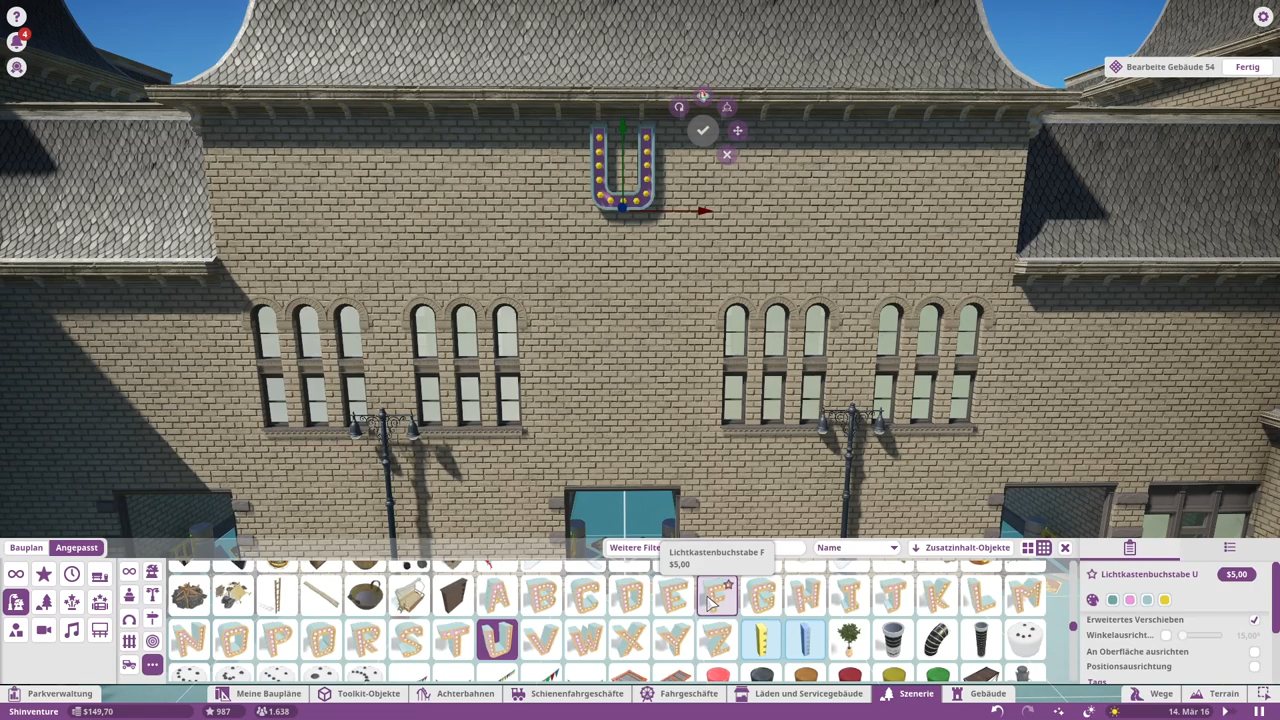 ?
4
Bearbeite Gebäude 54
Fertig
U
Lichtkastenbuchstabe F
$5,00
Bauplan
Angepasst
Weitere Filte
Name
Zusatzinhalt-Objekte
A B C D E F G H I J K L M
N O P Q R S T U V W X Y Z
Lichtkastenbuchstabe U
$5,00
Erweitertes Verschieben
Winkelausricht...
15,00°
An Oberfläche ausrichten
Positionsausrichtung
Tags
Parkverwaltung
Meine Baupläne
Toolkit-Objekte
Achterbahnen
Schienenfahrgeschäfte
Fahrgeschäfte
Läden und Servicegebäude
Szenerie
Gebäude
Wege
Terrain
Shinventure
$149,70
987
1.638
14. Mär 16